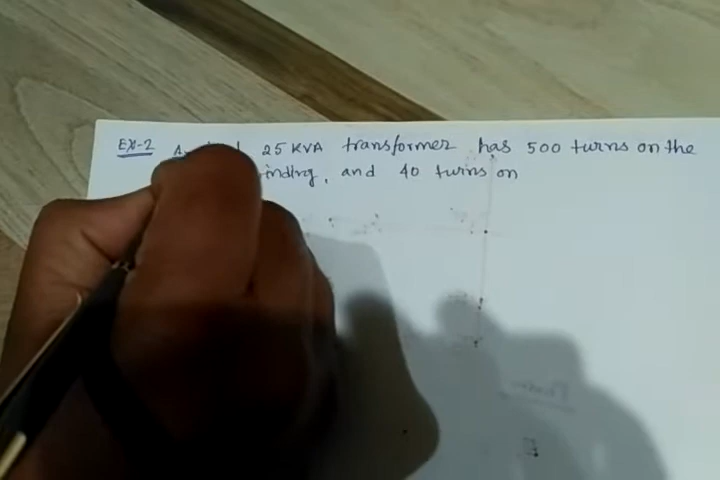 EX-2 A 25 KVA transformer has 500 turns on the
inding, and 40 turns on